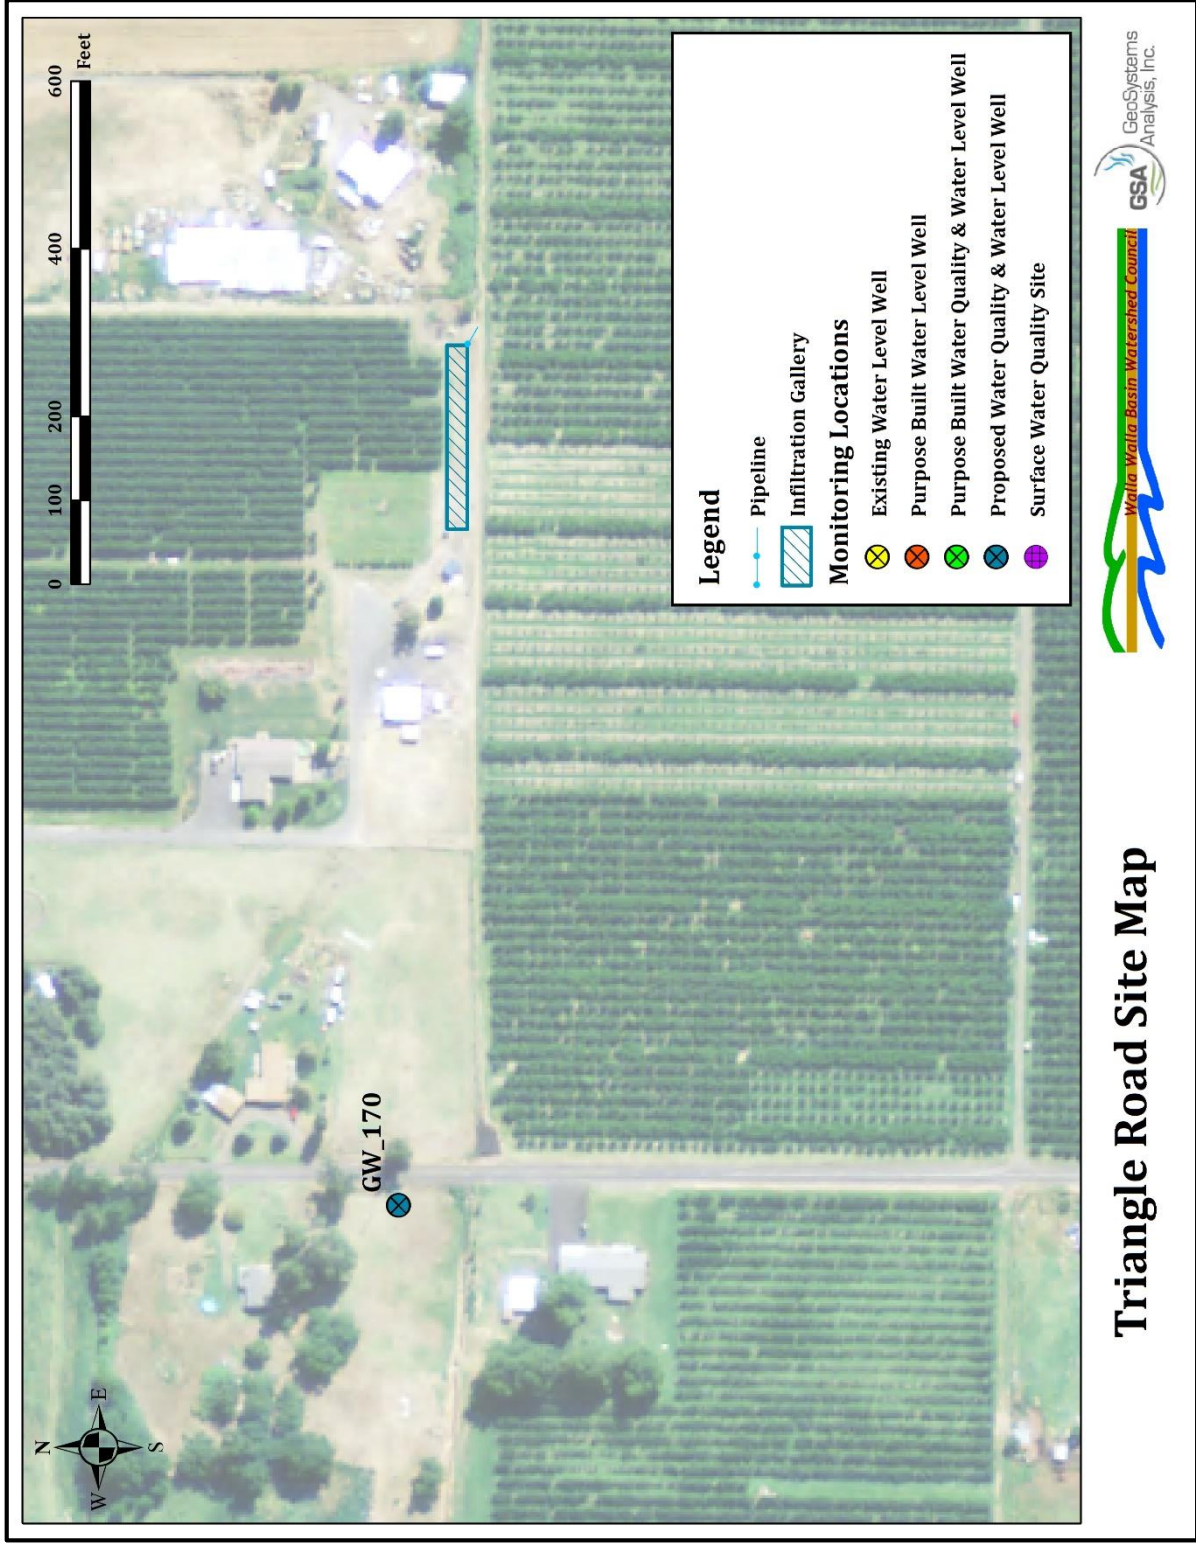 N
W E
S
0 100 200 400 600
Feet
GW_170
Legend
Pipeline
Infiltration Gallery
Monitoring Locations
Existing Water Level Well
Purpose Built Water Level Well
Purpose Built Water Quality & Water Level Well
Proposed Water Quality & Water Level Well
Surface Water Quality Site
Triangle Road Site Map
Walla Walla Basin Watershed Council
GSA
GeoSystems
Analysis, Inc.